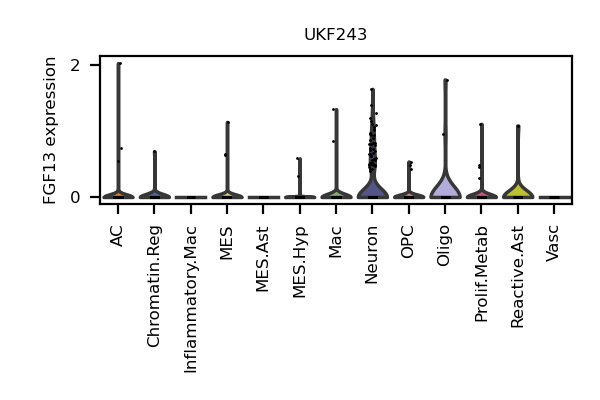 UKF243
FGF13 expression
2
0
AC
Chromatin.Reg
Inflammatory.Mac
MES
MES.Ast
MES.Hyp
Mac
Neuron
OPC
Oligo
Prolif.Metab
Reactive.Ast
Vasc